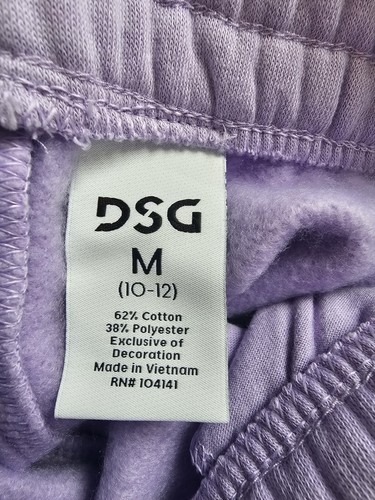 DSG
M
(10-12)
62% Cotton
38% Polyester
Exclusive of
Decoration
Made in Vietnam
RN# 104141